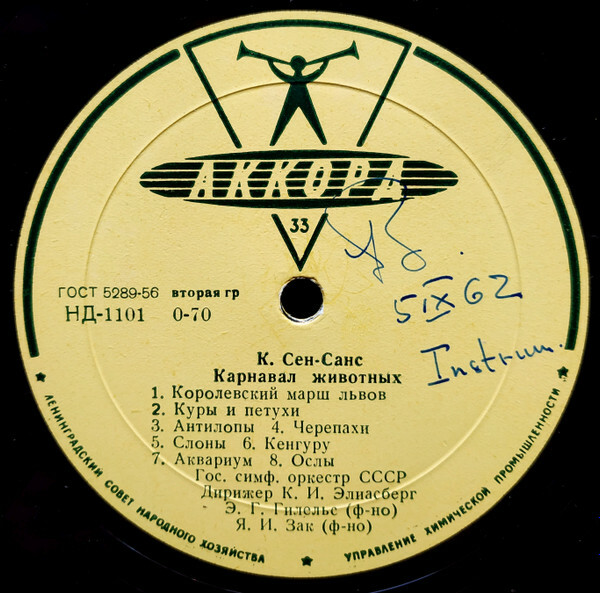 АККОРД
33
ГОСТ 5289-56 вторая гр
НД-1101 0-70
5 IX 62
Instrum.
К. Сен-Санс
Карнавал животных
1. Королевский марш львов
2. Куры и петухи
3. Антилопы 4. Черепахи
5. Слоны 6. Кенгуру
7. Аквариум 8. Ослы
Гос. симф. оркестр СССР
Дирижер К. И. Элиасберг
Э. Г. Гилельс (ф-но)
Я. И. Зак (ф-но)
★ ЛЕНИНГРАДСКИЙ СОВЕТ НАРОДНОГО ХОЗЯЙСТВА ★ УПРАВЛЕНИЕ ХИМИЧЕСКОЙ ПРОМЫШЛЕННОСТИ ★